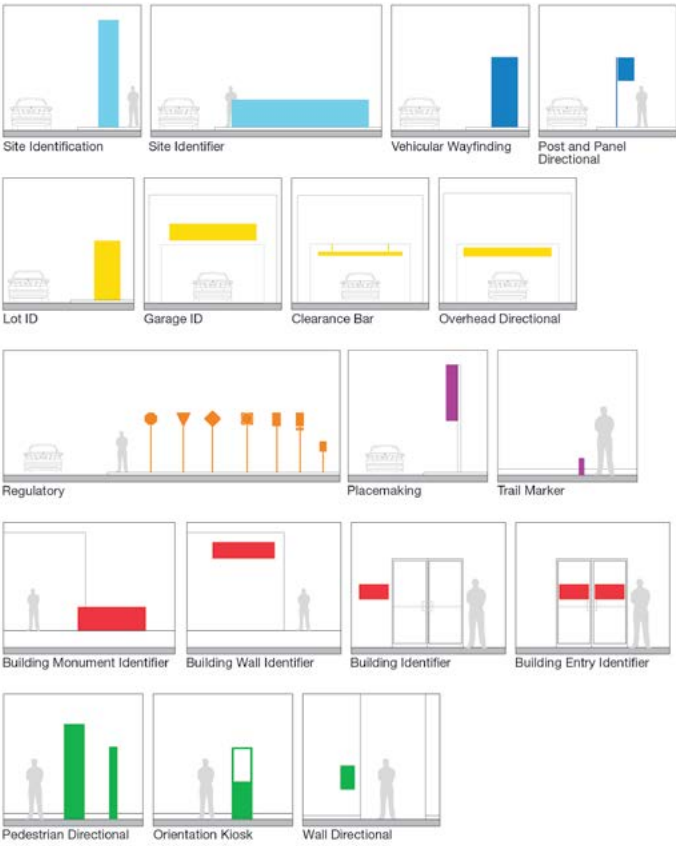 Site Identification
Site Identifier
Vehicular Wayfinding
Post and Panel
Directional
Lot ID
Garage ID
Clearance Bar
Overhead Directional
Regulatory
Placemaking
Trail Marker
Building Monument Identifier
Building Wall Identifier
Building Identifier
Building Entry Identifier
Pedestrian Directional
Orientation Kiosk
Wall Directional